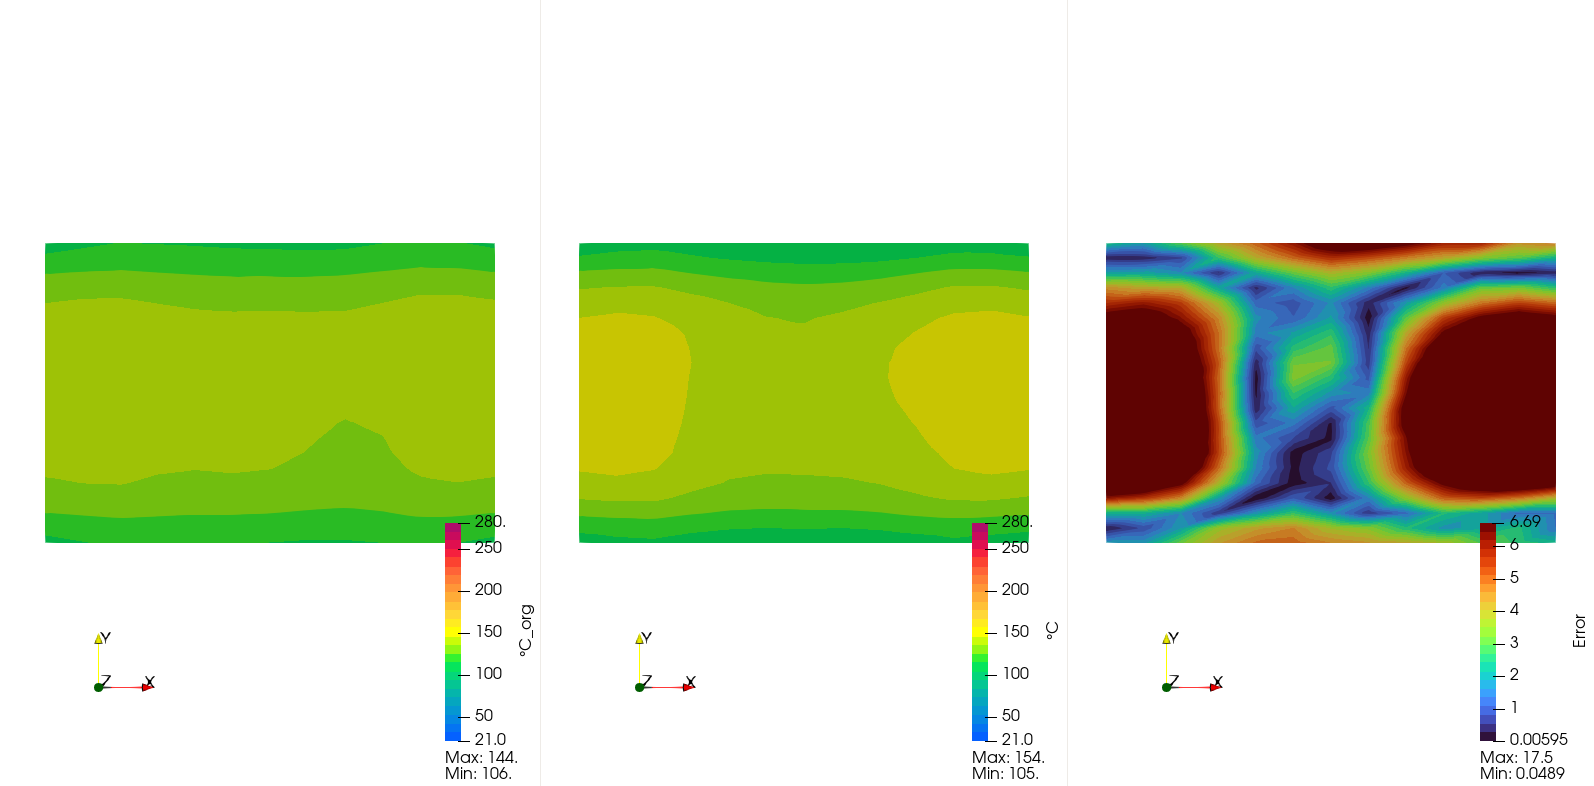 280.
250
200
150
100
50
21.0
°C_org
Max: 144.
Min: 106.
Y
Z
X
280.
250
200
150
100
50
21.0
°C
Max: 154.
Min: 105.
Y
Z
X
6.69
6
5
4
3
2
1
0.00595
Error
Max: 17.5
Min: 0.0489
Y
Z
X